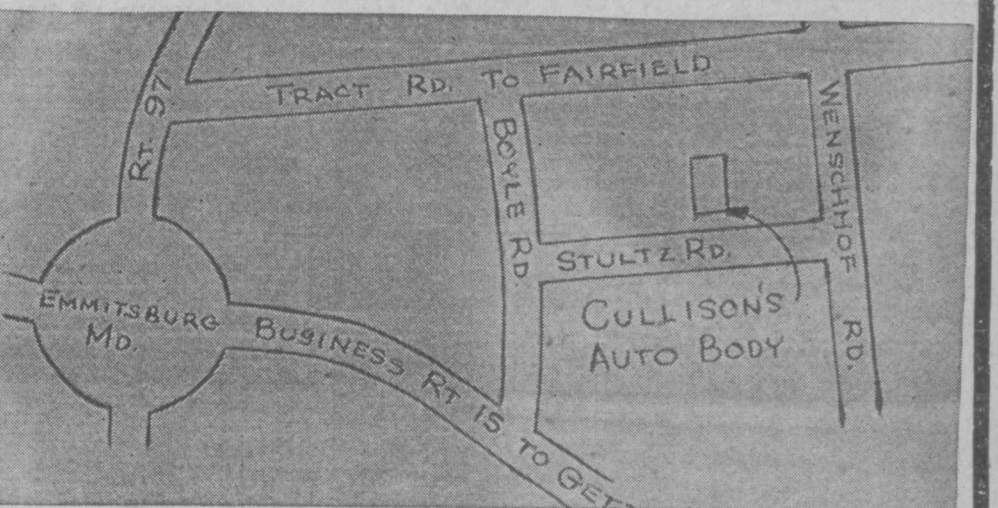 TRACT RD. TO FAIRFIELD
RT. 97
BOYLE RD.
WENSCHHOF RD.
STULTZ RD.
EMMITSBURG
MD.
BUSINESS RT 15 TO GET
CULLISON'S
AUTO BODY